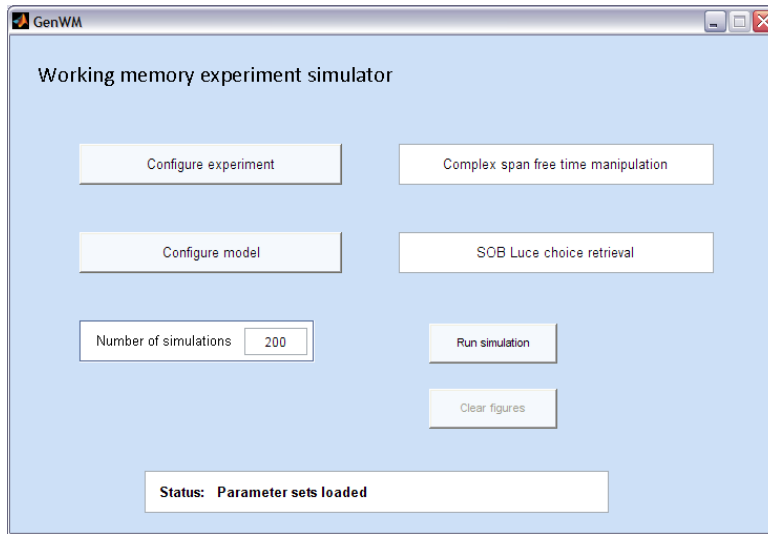 GenWM
Working memory experiment simulator
Configure experiment
Complex span free time manipulation
Configure model
SOB Luce choice retrieval
Number of simulations 200
Run simulation
Clear figures
Status: Parameter sets loaded